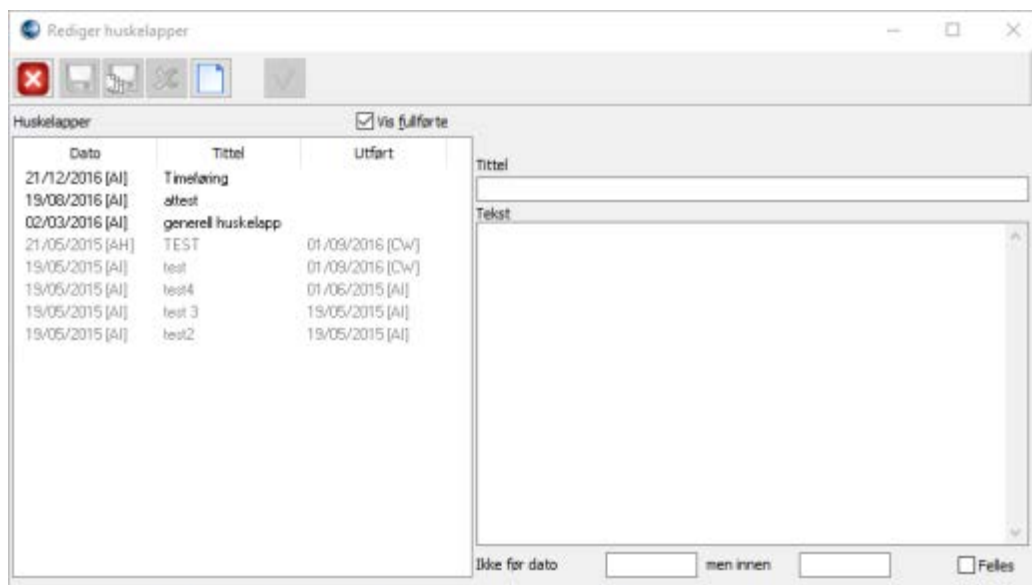 Rediger huskelapper
Huskelapper
Vis fullførte
Dato Tittel Utført
21/12/2016 [AI] Timeføring
19/08/2016 [AI] attest
02/03/2016 [AI] generell huskelapp
21/05/2015 [AH] TEST 01/09/2016 [CW]
19/05/2015 [AI] test 01/09/2016 [CW]
19/05/2015 [AI] test4 01/06/2015 [AI]
19/05/2015 [AI] test 3 19/05/2015 [AI]
19/05/2015 [AI] test2 19/05/2015 [AI]
Tittel
Tekst
Ikke før dato men innen Felles